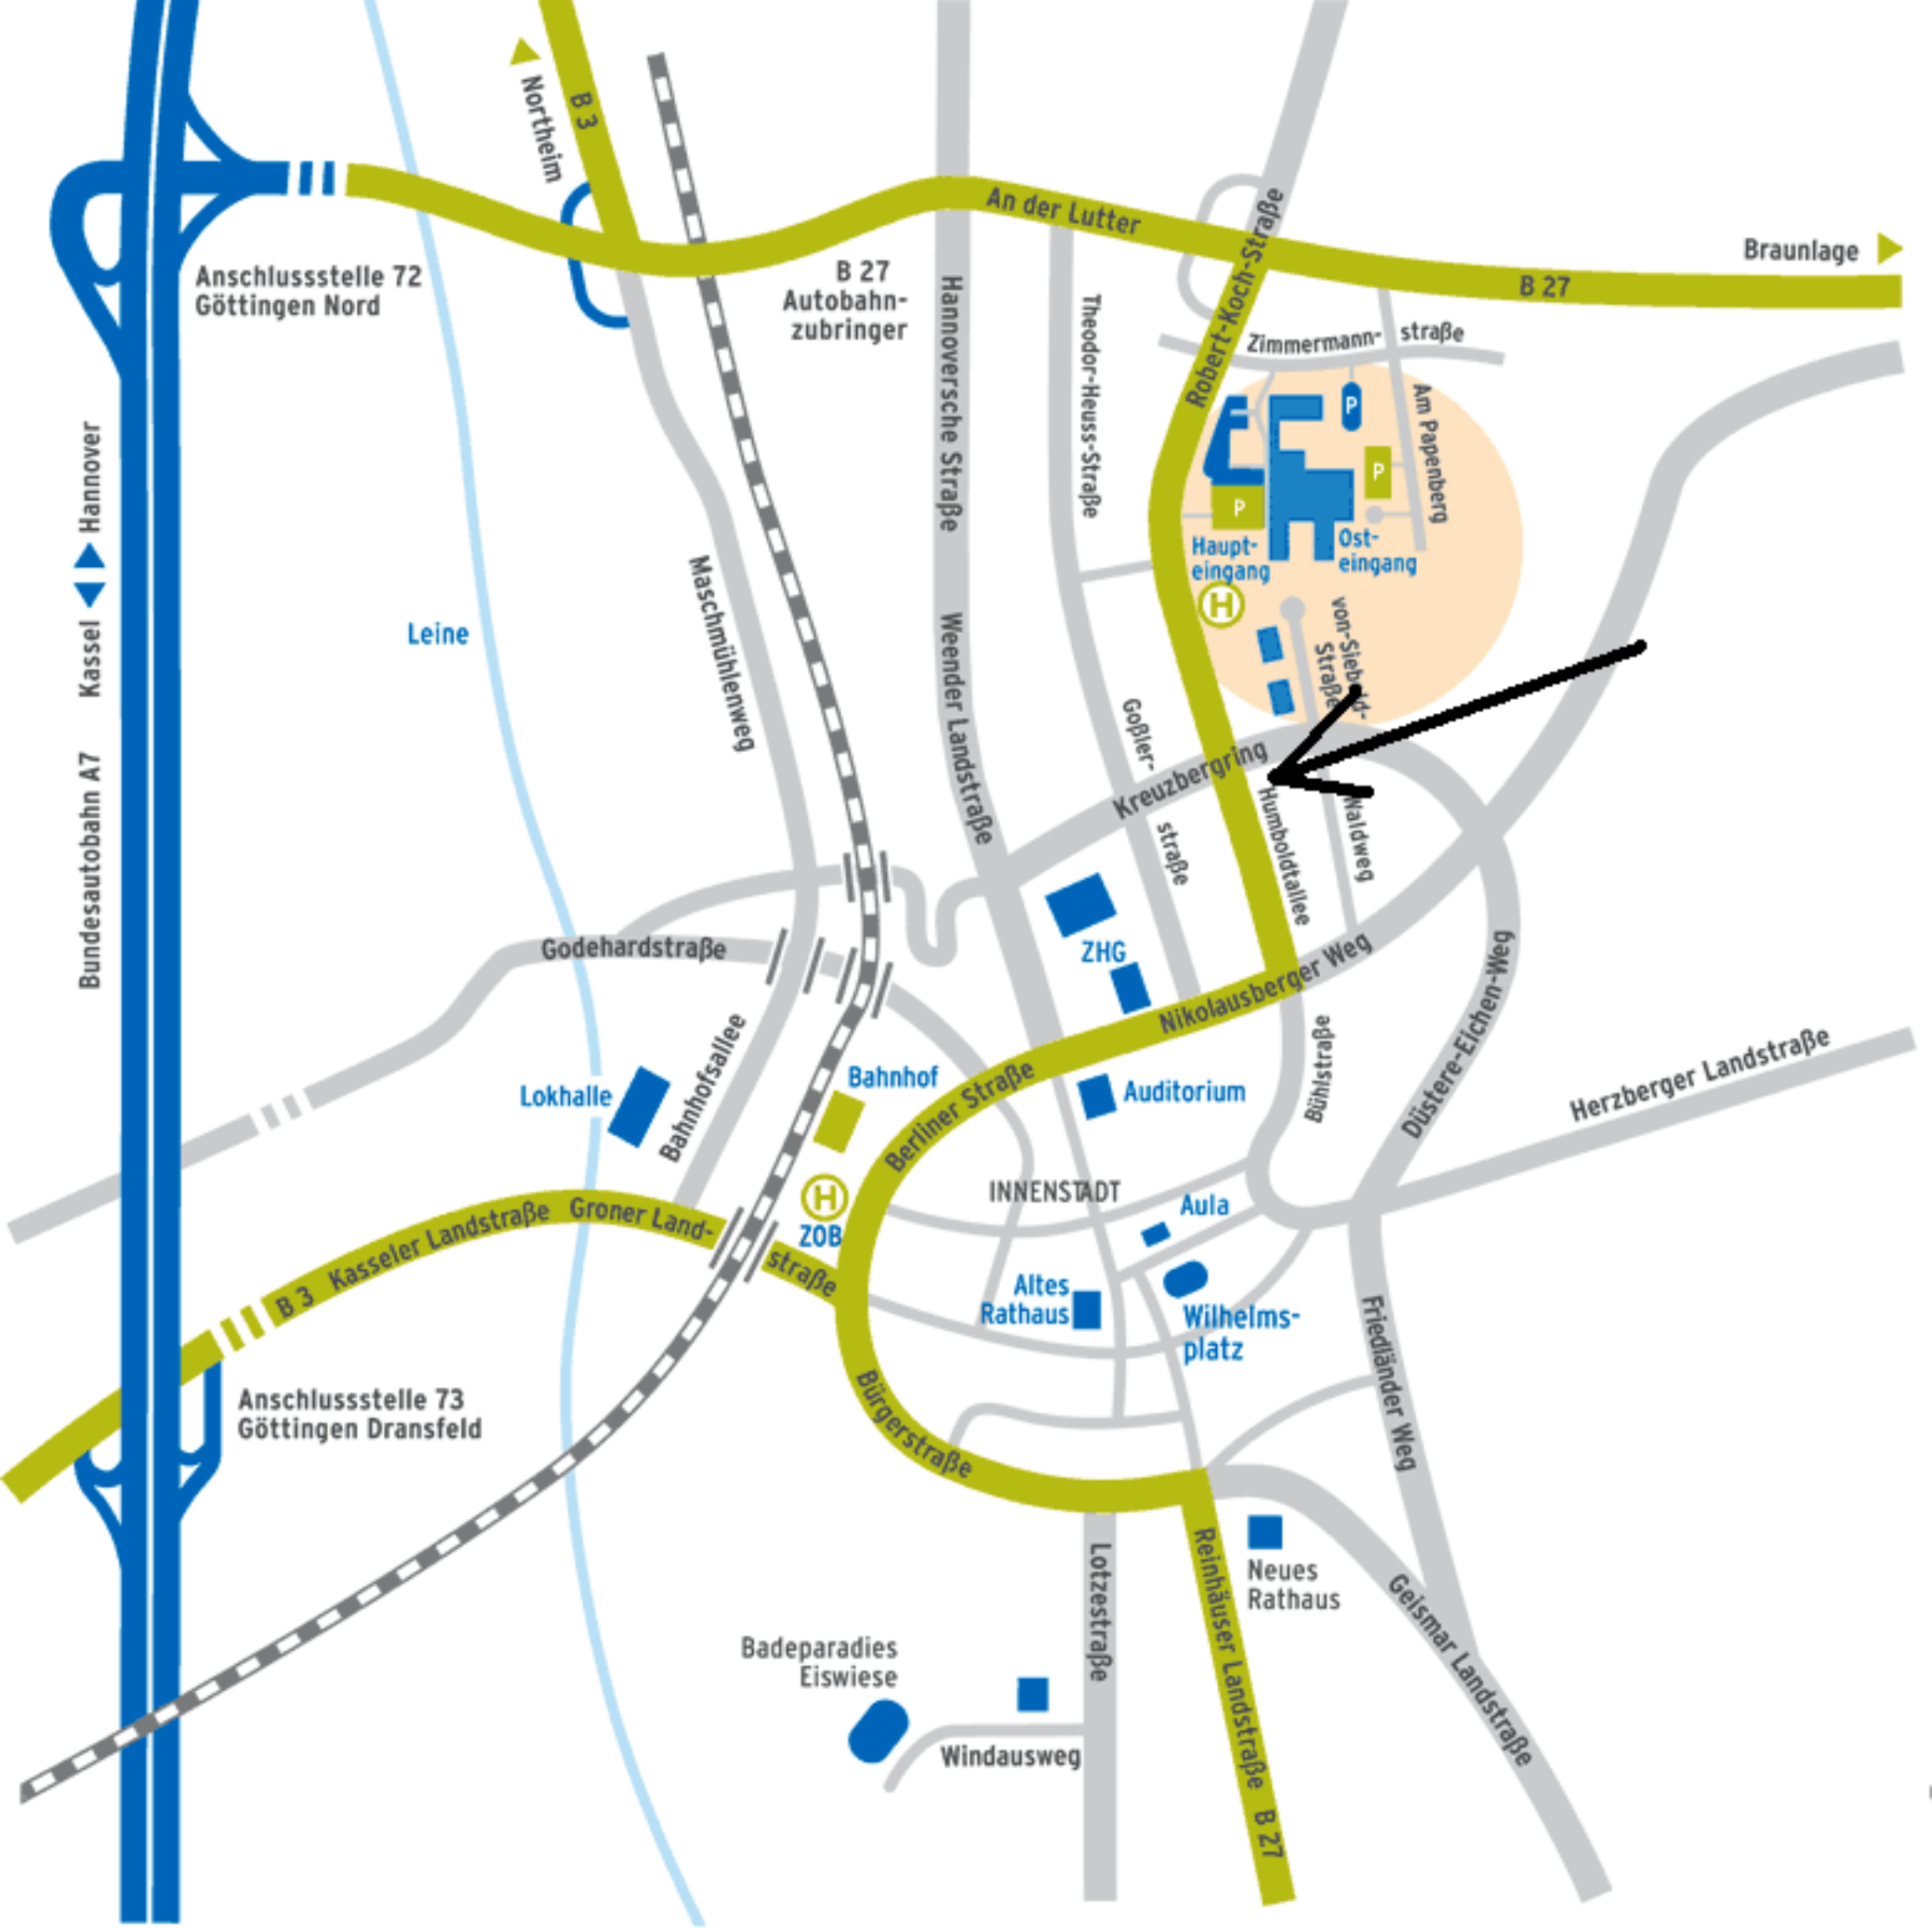 B 3
Northeim
An der Lutter
Robert-Koch-Straße
Braunlage
B 27
Anschlussstelle 72
Göttingen Nord
B 27
Autobahn-
zubringer
Hannoversche Straße
Theodor-Heuss-Straße
Zimmermann- straße
P
P
P
Am Papenberg
Haupt-
eingang
Ost-
eingang
H
Hannover
Kassel
Bundesautobahn A7
Leine
Maschmühlenweg
Weender Landstraße
Goßler-
straße
von-Siebold-
Straße
Kreuzbergring
Humboldtallee
Waldweg
ZHG
Godehardstraße
Nikolausberger Weg
Düstere-Eichen-Weg
Bühlstraße
Herzberger Landstraße
Lokhalle
Bahnhofsallee
Bahnhof
Berliner Straße
Auditorium
INNENSTADT
H
ZOB
Aula
B 3 Kasseler Landstraße Groner Land-
straße
Altes
Rathaus
Wilhelms-
platz
Friedländer Weg
Anschlussstelle 73
Göttingen Dransfeld
Bürgerstraße
Lotzestraße
Reinhäuser Landstraße B 27
Neues
Rathaus
Geismar Landstraße
Badeparadies
Eiswiese
Windausweg